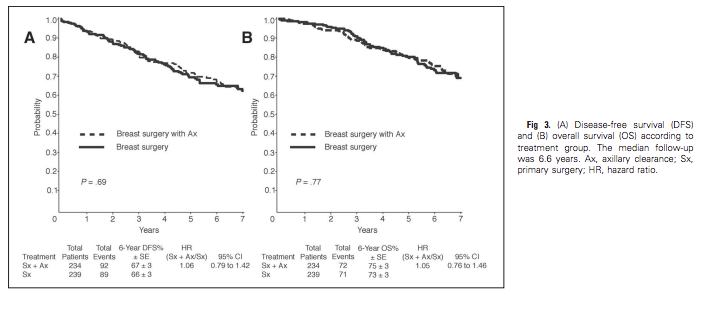 A
Probability
1.0
0.9
0.8
0.7
0.6
0.5
0.4
0.3
0.2
0.1
0 1 2 3 4 5 6 7
Years
Breast surgery with Ax
Breast surgery
P = .69
Total Total 6-Year DFS% HR
Treatment Patients Events ± SE (Sx + Ax/Sx) 95% CI
Sx + Ax 234 92 67 ± 3 1.06 0.79 to 1.42
Sx 239 89 66 ± 3
B
Probability
1.0
0.9
0.8
0.7
0.6
0.5
0.4
0.3
0.2
0.1
0 1 2 3 4 5 6 7
Years
Breast surgery with Ax
Breast surgery
P = .77
Total Total 6-Year OS% HR
Treatment Patients Events ± SE (Sx + Ax/Sx) 95% CI
Sx + Ax 234 72 75 ± 3 1.05 0.76 to 1.46
Sx 239 71 73 ± 3
Fig 3. (A) Disease-free survival (DFS)
and (B) overall survival (OS) according to
treatment group. The median follow-up
was 6.6 years. Ax, axillary clearance; Sx,
primary surgery; HR, hazard ratio.